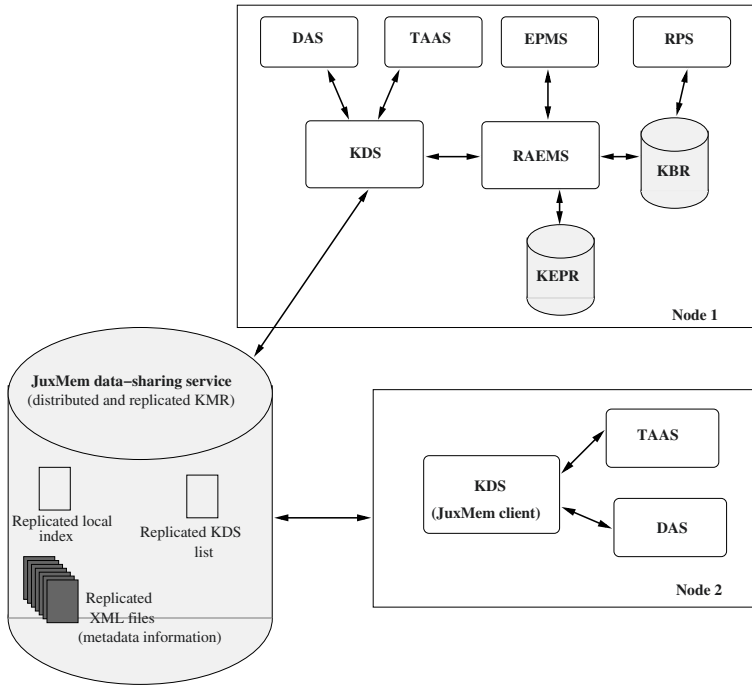 DAS
TAAS
EPMS
RPS
KDS
RAEMS
KBR
KEPR
Node 1
JuxMem data−sharing service
(distributed and replicated KMR)
Replicated local
index
Replicated KDS
list
Replicated
XML files
(metadata information)
TAAS
KDS
(JuxMem client)
DAS
Node 2